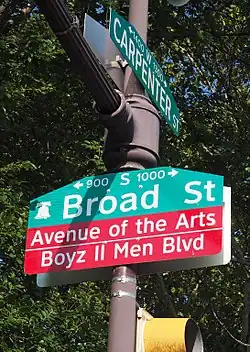 CARPENTER ST
← 900 S 1000 →
Broad St
Avenue of the Arts
Boyz II Men Blvd